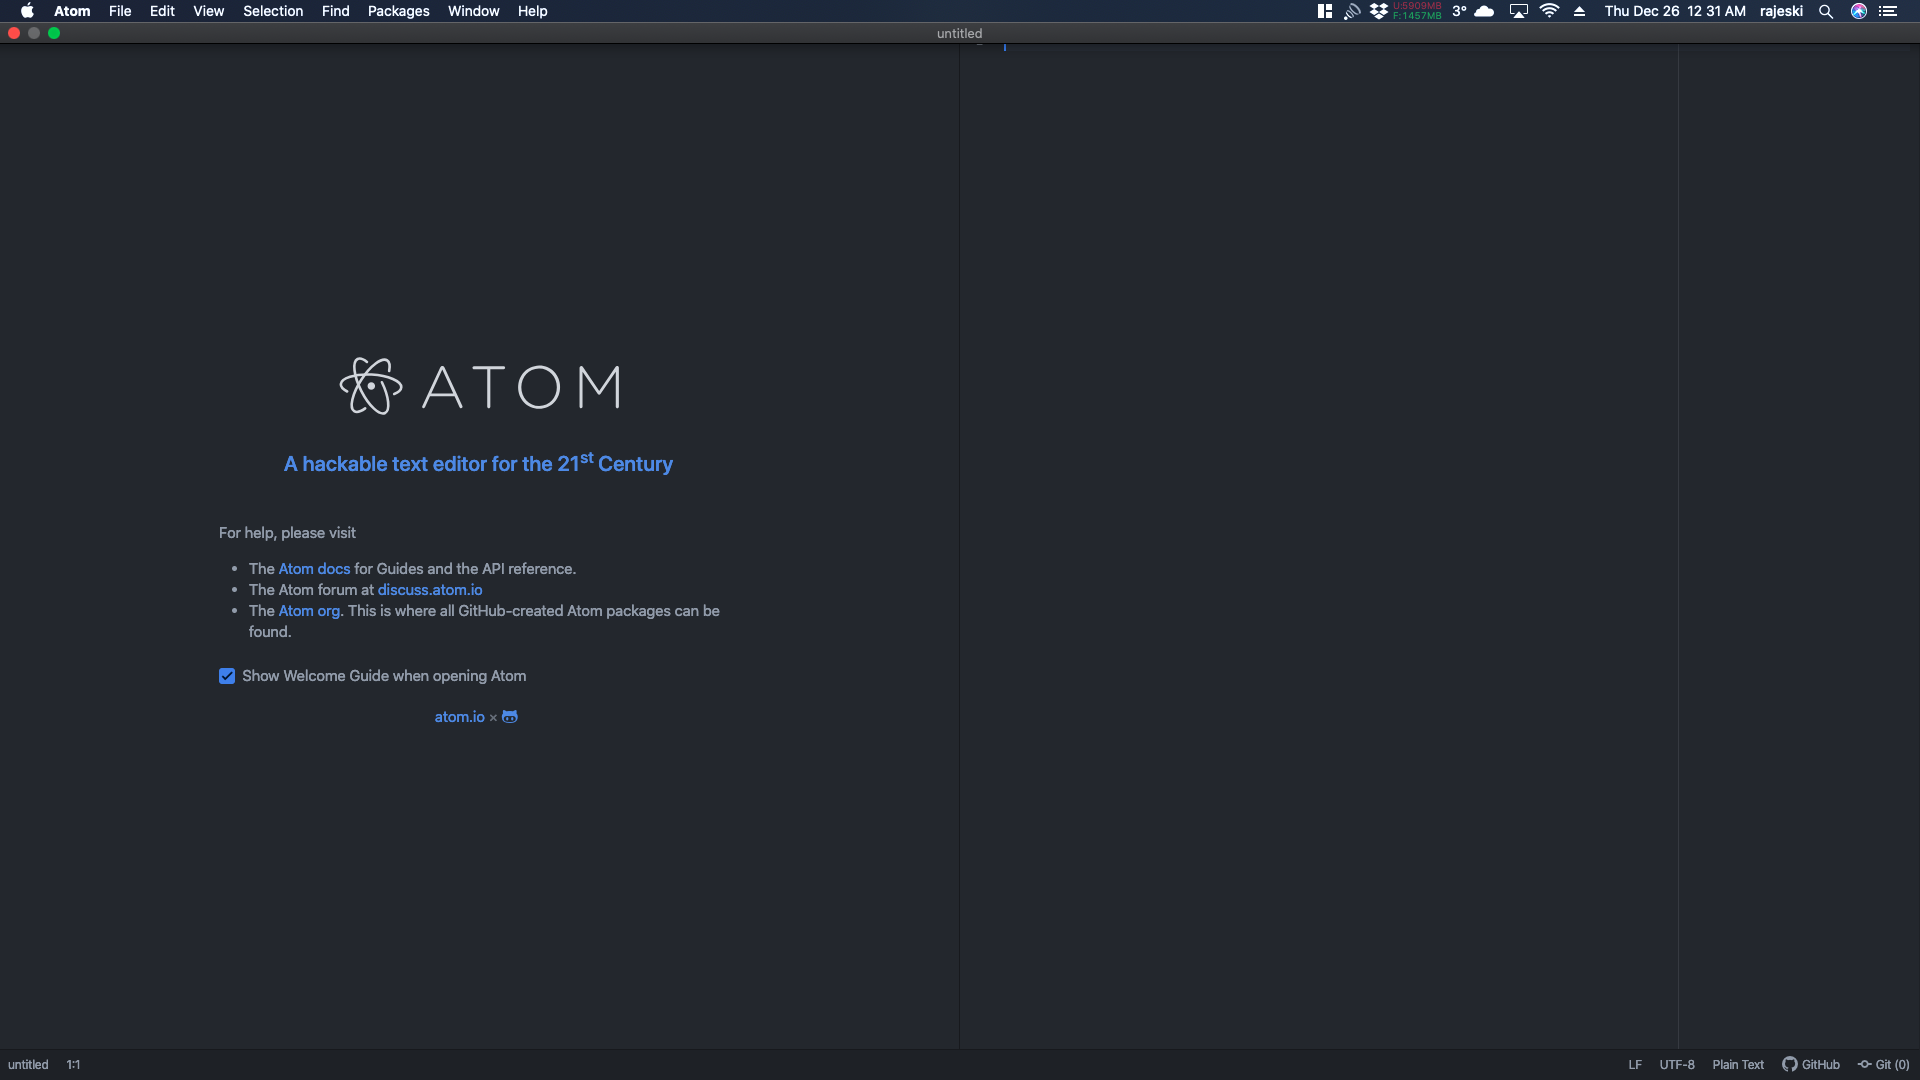 Atom File Edit View Selection Find Packages Window Help
U:5909MB
F:1457MB
3° Thu Dec 26 12 31 AM rajeski
untitled
ATOM
A hackable text editor for the 21st Century
For help, please visit
• The Atom docs for Guides and the API reference.
• The Atom forum at discuss.atom.io
• The Atom org. This is where all GitHub-created Atom packages can be
found.
Show Welcome Guide when opening Atom
atom.io ×
untitled 1:1 LF UTF-8 Plain Text GitHub Git (0)